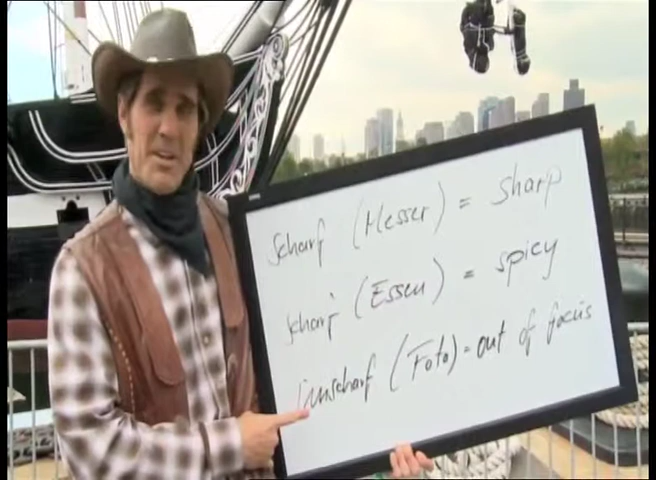 scharf (Messer) = sharp
scharf (Essen) = spicy
unscharf (Foto) = out of focus